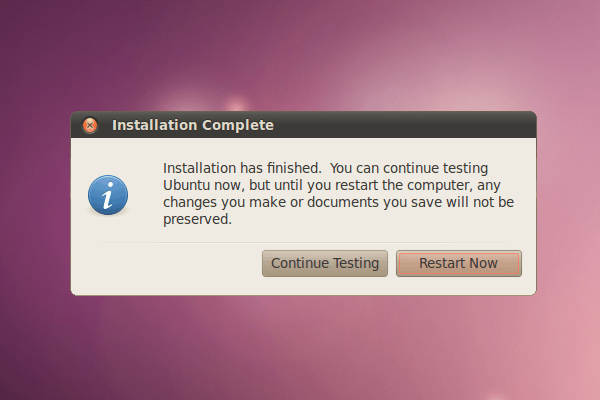 Installation Complete
Installation has finished.  You can continue testing
Ubuntu now, but until you restart the computer, any
changes you make or documents you save will not be
preserved.
Continue Testing Restart Now